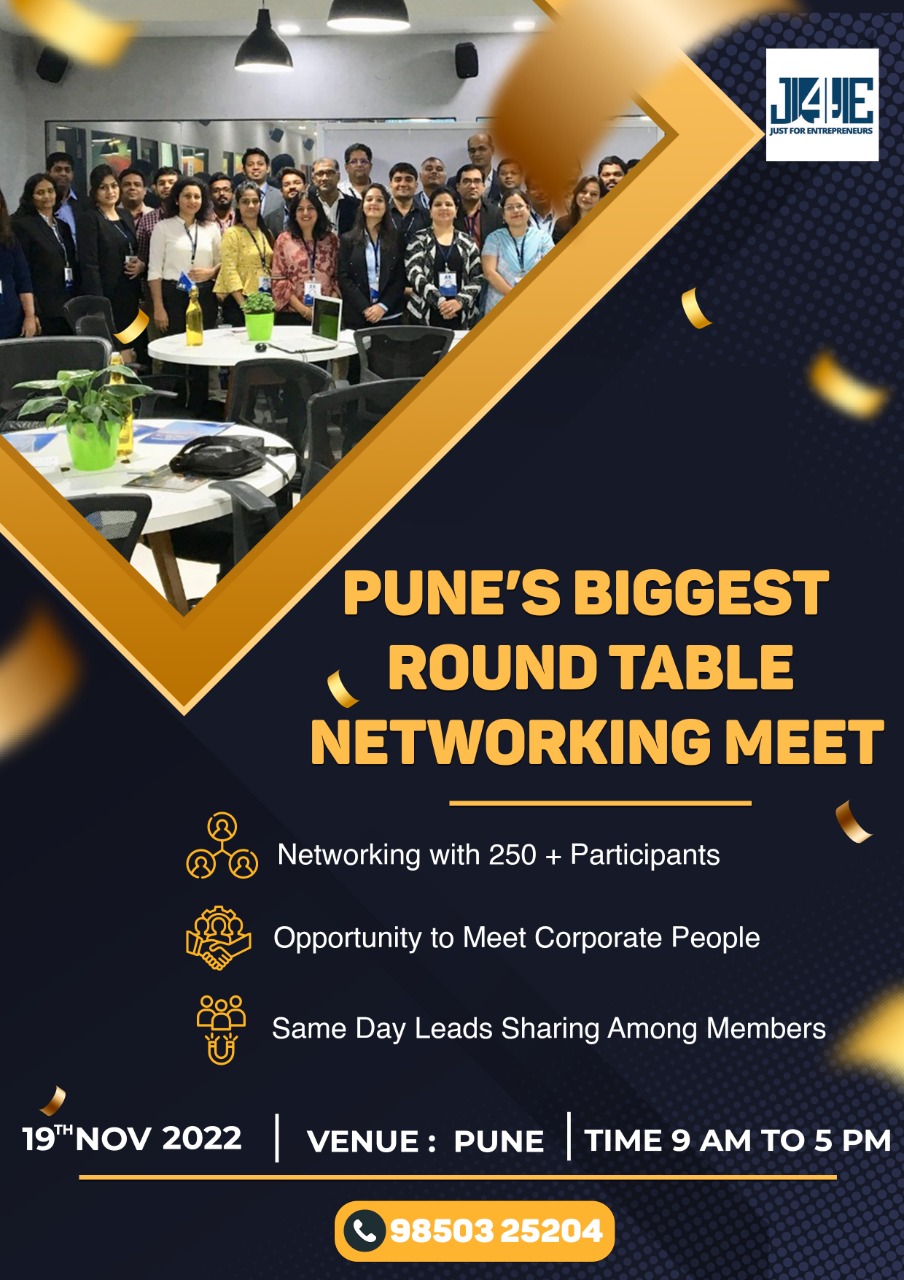 J4E
JUST FOR ENTREPRENEURS
PUNE'S BIGGEST
ROUND TABLE
NETWORKING MEET
Networking with 250 + Participants
Opportunity to Meet Corporate People
Same Day Leads Sharing Among Members
19TH NOV 2022 | VENUE : PUNE | TIME 9 AM TO 5 PM
98503 25204